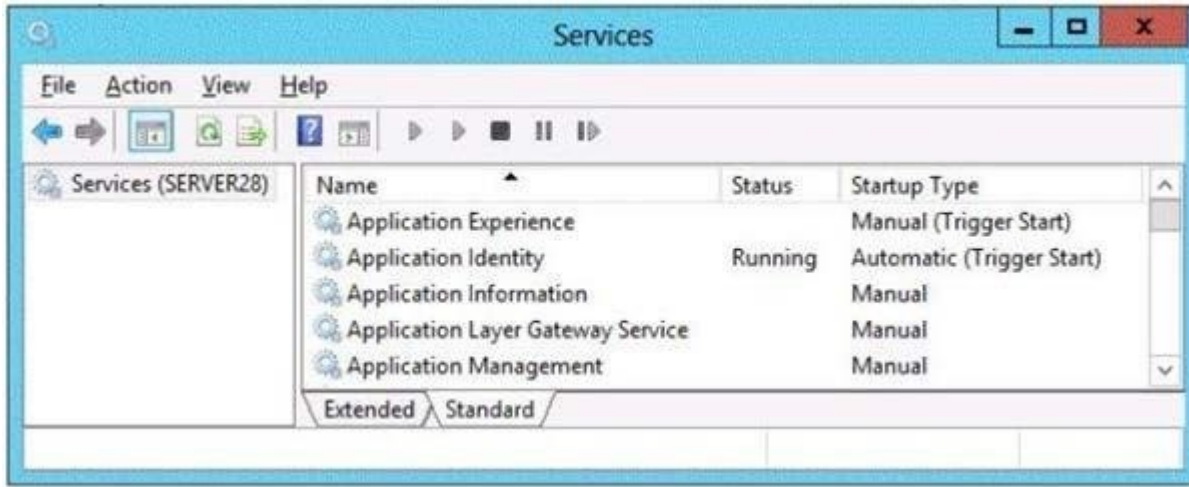 Services
File Action View Help
Services (SERVER28)
Name Status Startup Type
Application Experience Manual (Trigger Start)
Application Identity Running Automatic (Trigger Start)
Application Information Manual
Application Layer Gateway Service Manual
Application Management Manual
Extended Standard